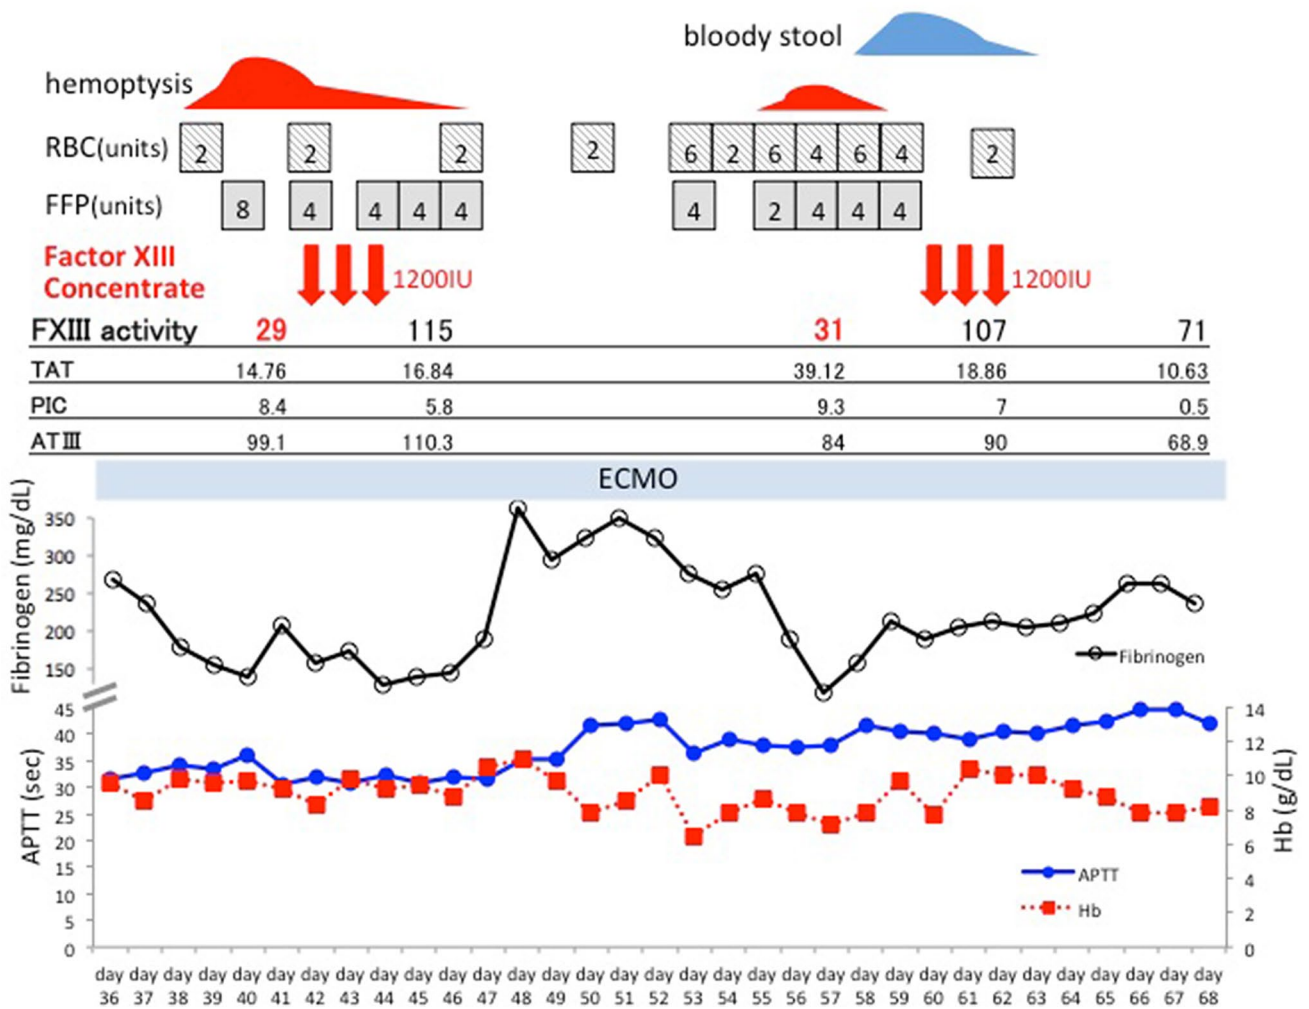 bloody stool
hemoptysis
RBC(units) 2 2 2 2 6 2 6 4 6 4 2
FFP(units) 8 4 4 4 4 4 2 4 4 4
Factor XIII
Concentrate 1200IU 1200IU
FXIII activity 29 115 31 107 71
TAT 14.76 16.84 39.12 18.86 10.63
PIC 8.4 5.8 9.3 7 0.5
ATⅢ 99.1 110.3 84 90 68.9
ECMO
Fibrinogen (mg/dL)
350
300
250
200
150
Fibrinogen
APTT (sec)
45
40
35
30
25
20
15
10
5
0
Hb (g/dL)
14
12
10
8
6
4
2
0
APTT
Hb
day day day day day day day day day day day day day day day day day day day day day day day day day day day day day day day day day
36 37 38 39 40 41 42 43 44 45 46 47 48 49 50 51 52 53 54 55 56 57 58 59 60 61 62 63 64 65 66 67 68